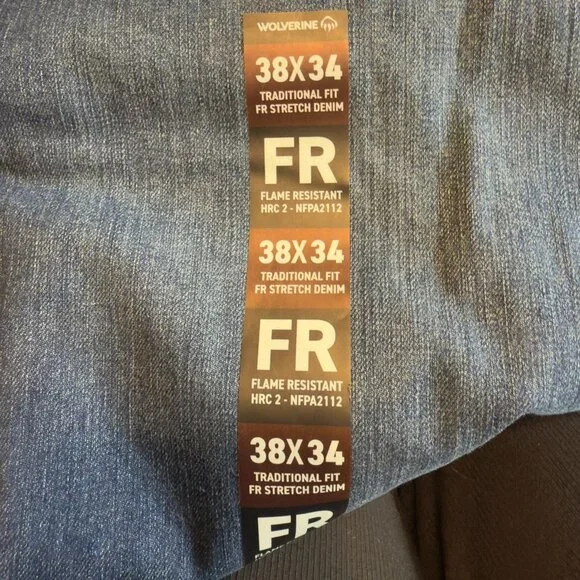 WOLVERINE
38X34
TRADITIONAL FIT
FR STRETCH DENIM
FR
FLAME RESISTANT
HRC 2 - NFPA2112
38X34
TRADITIONAL FIT
FR STRETCH DENIM
FR
FLAME RESISTANT
HRC 2 - NFPA2112
38X34
TRADITIONAL FIT
FR STRETCH DENIM
FR